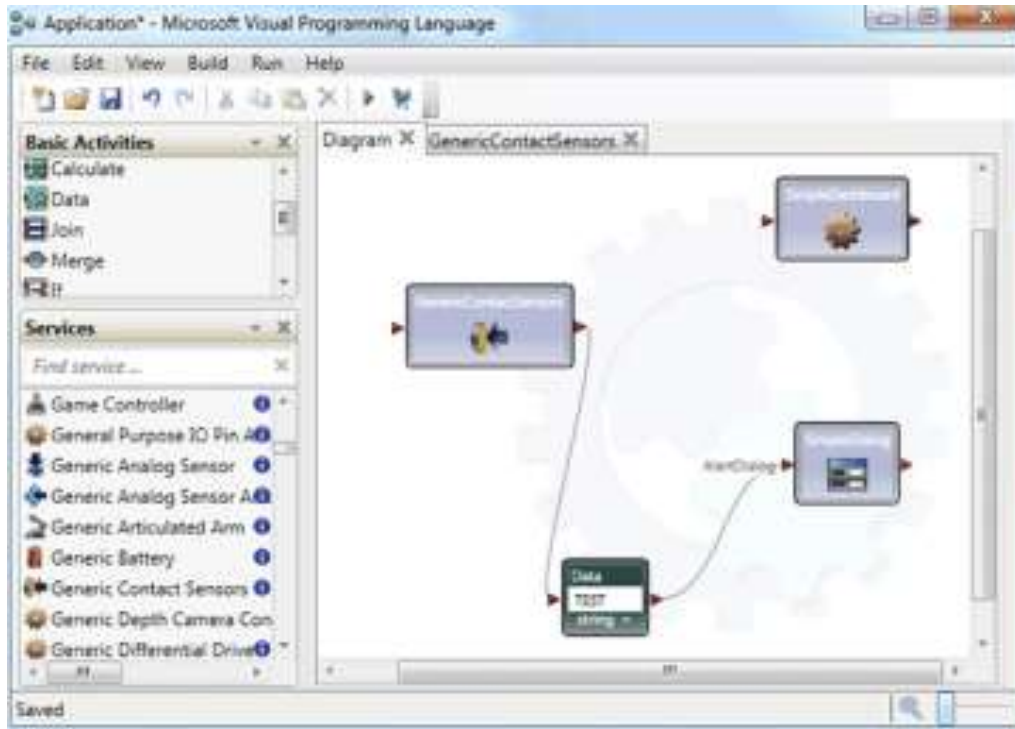 Application* - Microsoft Visual Programming Language
File Edit View Build Run Help
Basic Activities
Calculate
Data
Join
Merge
If
Services
Find service ...
Game Controller
General Purpose IO Pin A
Generic Analog Sensor
Generic Analog Sensor A
Generic Articulated Arm
Generic Battery
Generic Contact Sensors
Generic Depth Camera Con
Generic Differential Drive
Diagram GenericContactSensors
GenericContactSensors
AlertDialog
Data
TEST
string
Saved